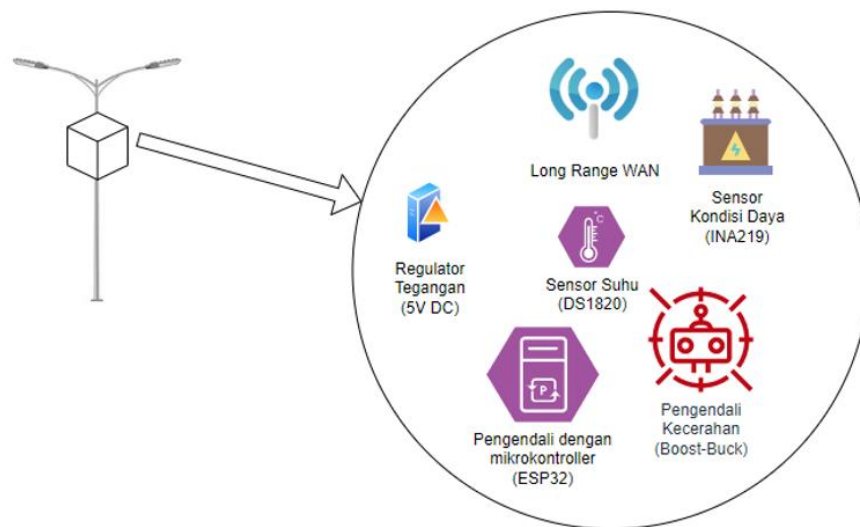 Long Range WAN
Sensor
Kondisi Daya
(INA219)
Regulator
Tegangan
(5V DC)
°C
Sensor Suhu
(DS1820)
P
Pengendali dengan
mikrokontroller
(ESP32)
Pengendali
Kecerahan
(Boost-Buck)